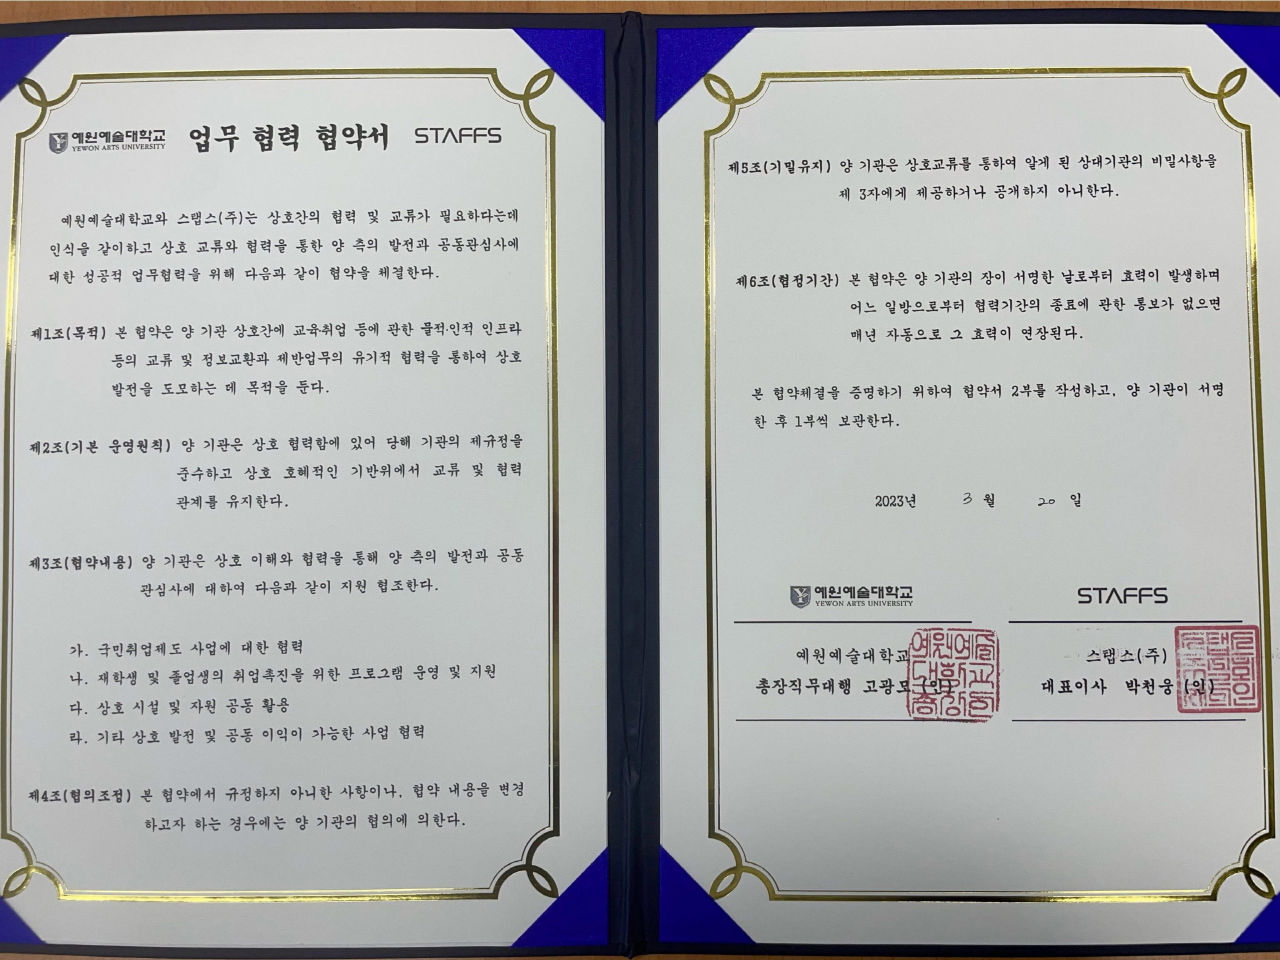 예원예술대학교
YEWON ARTS UNIVERSITY
업무 협력 협약서
STAFFS
예원예술대학교와 스탭스(주)는 상호간의 협력 및 교류가 필요하다는데
인식을 같이하고 상호 교류와 협력을 통한 양 측의 발전과 공동관심사에
대한 성공적 업무협력을 위해 다음과 같이 협약을 체결한다.
제1조(목적) 본 협약은 양 기관 상호간에 교육취업 등에 관한 물적·인적 인프라
등의 교류 및 정보교환과 제반업무의 유기적 협력을 통하여 상호
발전을 도모하는 데 목적을 둔다.
제2조(기본 운영원칙) 양 기관은 상호 협력함에 있어 당해 기관의 제규정을
준수하고 상호 호혜적인 기반위에서 교류 및 협력
관계를 유지한다.
제3조(협약내용) 양 기관은 상호 이해와 협력을 통해 양 측의 발전과 공동
관심사에 대하여 다음과 같이 지원 협조한다.
가. 국민취업제도 사업에 대한 협력
나. 재학생 및 졸업생의 취업촉진을 위한 프로그램 운영 및 지원
다. 상호 시설 및 자원 공동 활용
라. 기타 상호 발전 및 공동 이익이 가능한 사업 협력
제4조(협의조정) 본 협약에서 규정하지 아니한 사항이나, 협약 내용을 변경
하고자 하는 경우에는 양 기관의 협의에 의한다.
제5조(기밀유지) 양 기관은 상호교류를 통하여 알게 된 상대기관의 비밀사항을
제 3자에게 제공하거나 공개하지 아니한다.
제6조(협정기간) 본 협약은 양 기관의 장이 서명한 날로부터 효력이 발생하며
어느 일방으로부터 협력기간의 종료에 관한 통보가 없으면
매년 자동으로 그 효력이 연장된다.
본 협약체결을 증명하기 위하여 협약서 2부를 작성하고, 양 기관이 서명
한 후 1부씩 보관한다.
2023년 3 월 20 일
예원예술대학교
YEWON ARTS UNIVERSITY
예원예술대학교
총장직무대행 고광모 (인)
STAFFS
스탭스(주)
대표이사 박천웅 (인)